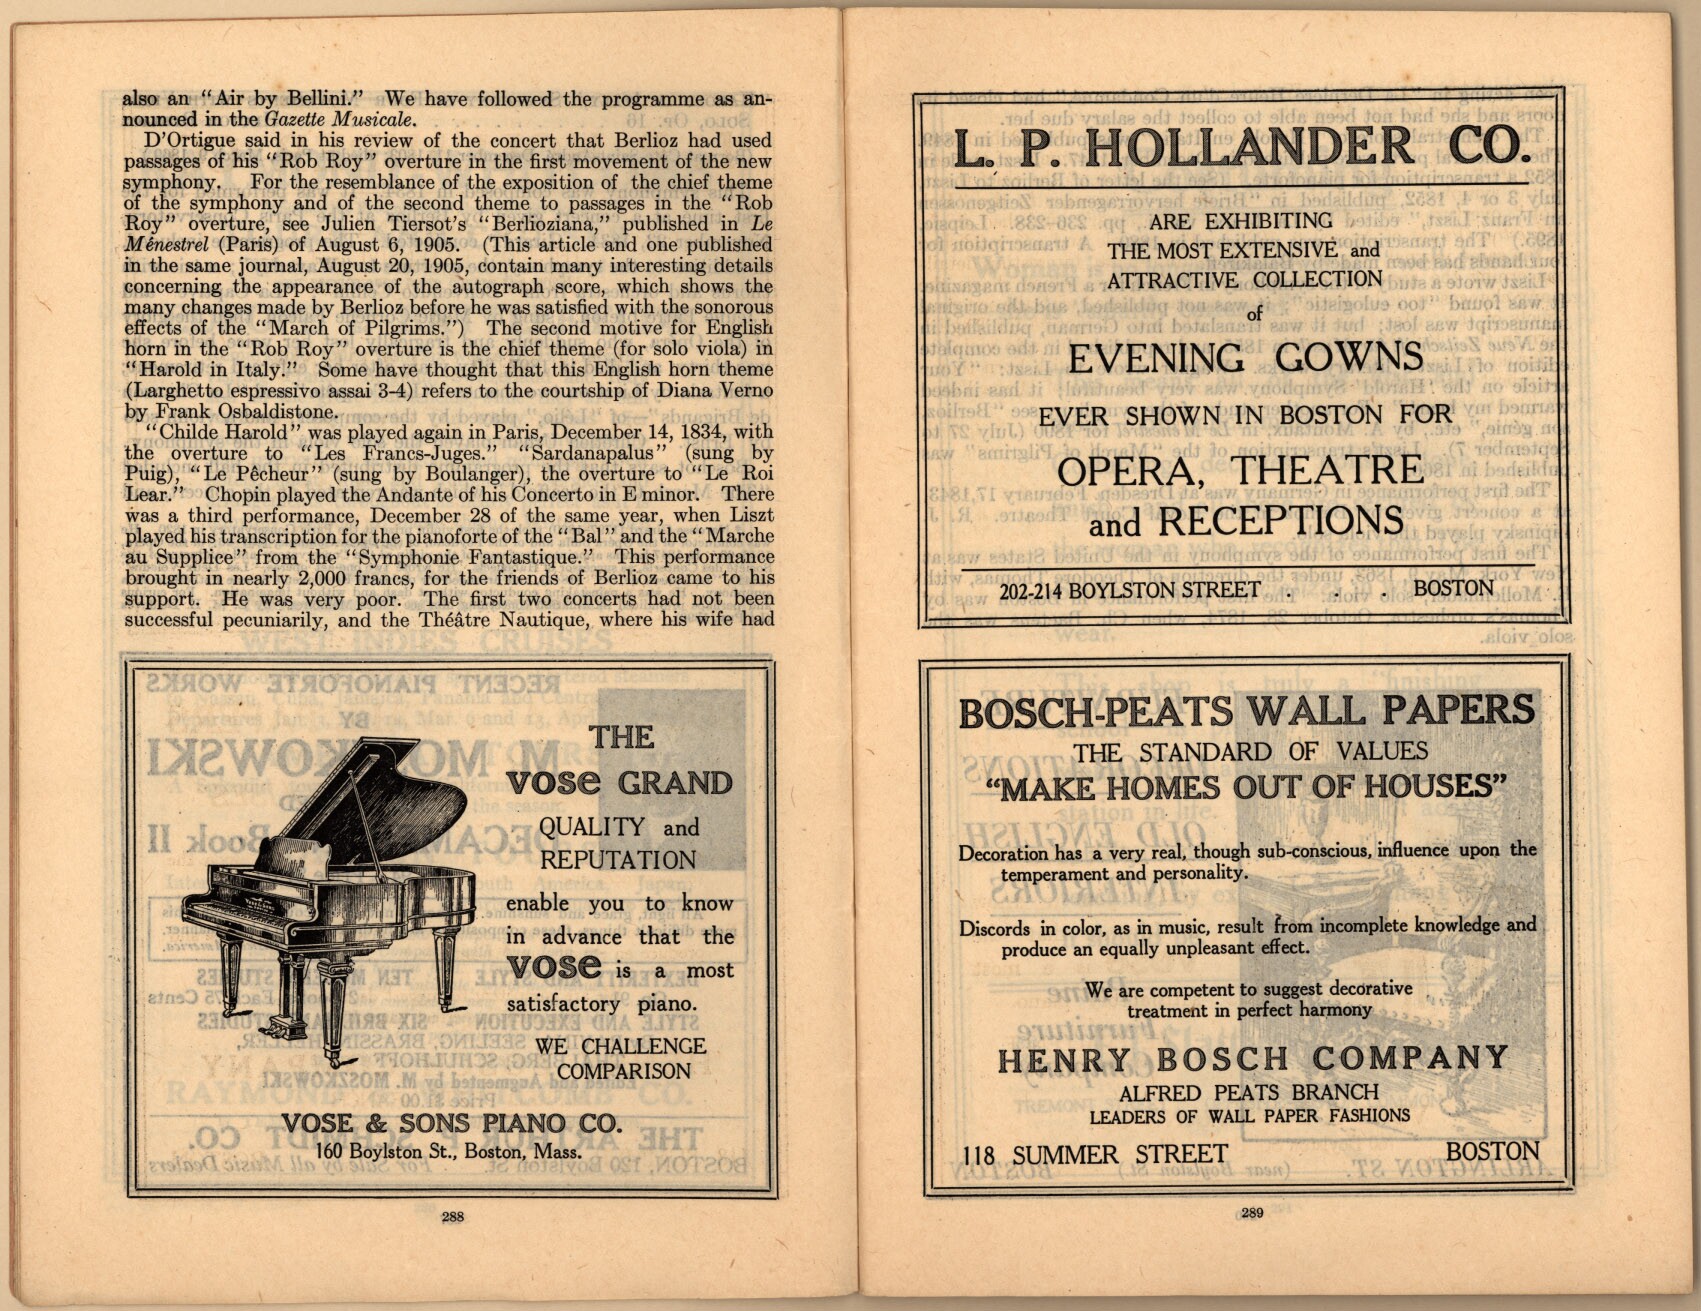 also an “Air by Bellini.” We have followed the programme as an-
nounced in the Gazette Musicale.
D'Ortigue said in his review of the concert that Berlioz had used
passages of his “Rob Roy” overture in the first movement of the new
symphony. For the resemblance of the exposition of the chief theme
of the symphony and of the second theme to passages in the “Rob
Roy” overture, see Julien Tiersot's “Berlioziana,” published in Le
Ménestrel (Paris) of August 6, 1905. (This article and one published
in the same journal, August 20, 1905, contain many interesting details
concerning the appearance of the autograph score, which shows the
many changes made by Berlioz before he was satisfied with the sonorous
effects of the “March of Pilgrims.”) The second motive for English
horn in the “Rob Roy” overture is the chief theme (for solo viola) in
“Harold in Italy.” Some have thought that this English horn theme
(Larghetto espressivo assai 3-4) refers to the courtship of Diana Verno
by Frank Osbaldistone.
“Childe Harold” was played again in Paris, December 14, 1834, with
the overture to “Les Francs-Juges.” “Sardanapalus” (sung by
Puig), “Le Pêcheur” (sung by Boulanger), the overture to “Le Roi
Lear.” Chopin played the Andante of his Concerto in E minor. There
was a third performance, December 28 of the same year, when Liszt
played his transcription for the pianoforte of the “Bal” and the “Marche
au Supplice” from the “Symphonie Fantastique.” This performance
brought in nearly 2,000 francs, for the friends of Berlioz came to his
support. He was very poor. The first two concerts had not been
successful pecuniarily, and the Théâtre Nautique, where his wife had
THE
vose GRAND
QUALITY and
REPUTATION
enable you to know
in advance that the
vose is a most
satisfactory piano.
WE CHALLENGE
COMPARISON
VOSE & SONS PIANO CO.
160 Boylston St., Boston, Mass.
288
L. P. HOLLANDER CO.
ARE EXHIBITING
THE MOST EXTENSIVE and
ATTRACTIVE COLLECTION
of
EVENING GOWNS
EVER SHOWN IN BOSTON FOR
OPERA, THEATRE
and RECEPTIONS
202-214 BOYLSTON STREET . . . BOSTON
BOSCH-PEATS WALL PAPERS
THE STANDARD OF VALUES
“MAKE HOMES OUT OF HOUSES”
Decoration has a very real, though sub-conscious, influence upon the
temperament and personality.
Discords in color, as in music, result from incomplete knowledge and
produce an equally unpleasant effect.
We are competent to suggest decorative
treatment in perfect harmony
HENRY BOSCH COMPANY
ALFRED PEATS BRANCH
LEADERS OF WALL PAPER FASHIONS
118 SUMMER STREET BOSTON
289